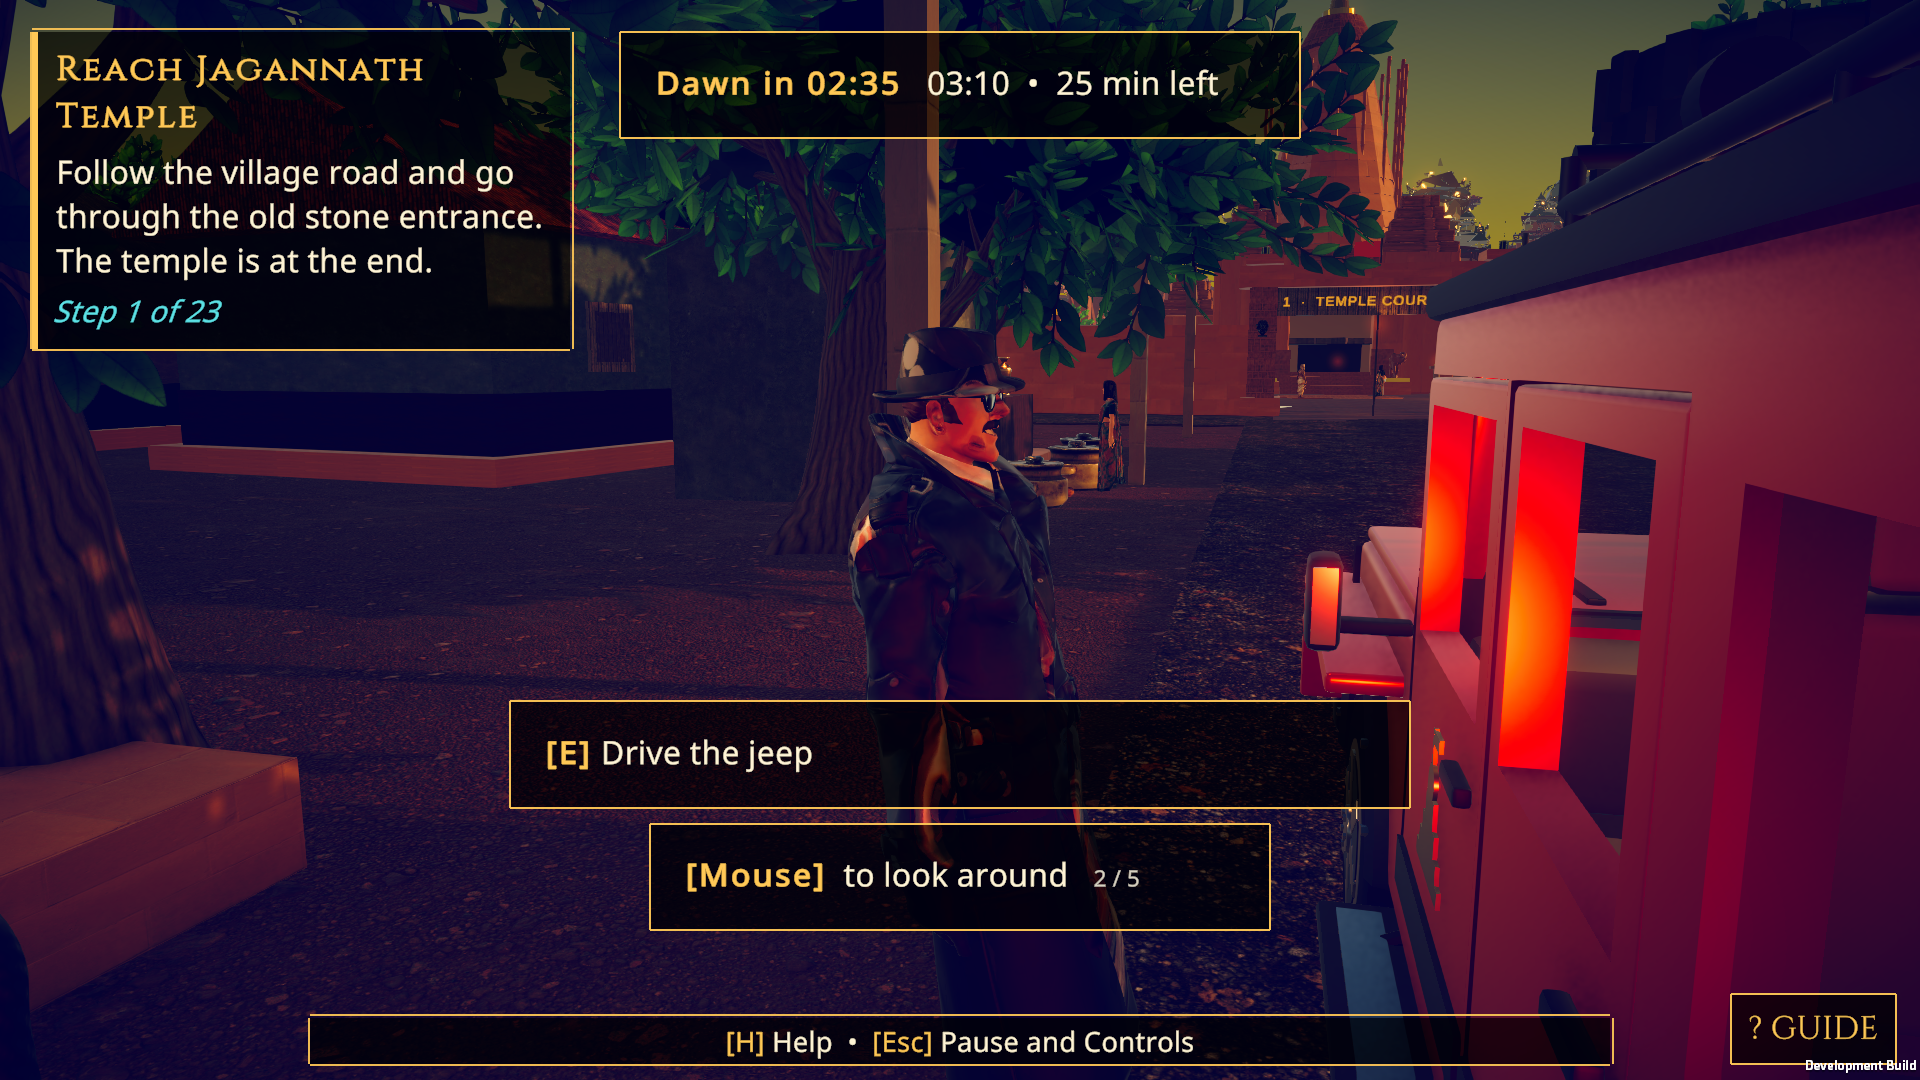 REACH JAGANNATH
TEMPLE
Follow the village road and go
through the old stone entrance.
The temple is at the end.
Step 1 of 23
Dawn in 02:35 03:10 • 25 min left
1 · TEMPLE COUR
[E] Drive the jeep
[Mouse] to look around 2 / 5
[H] Help • [Esc] Pause and Controls
? GUIDE
Development Build